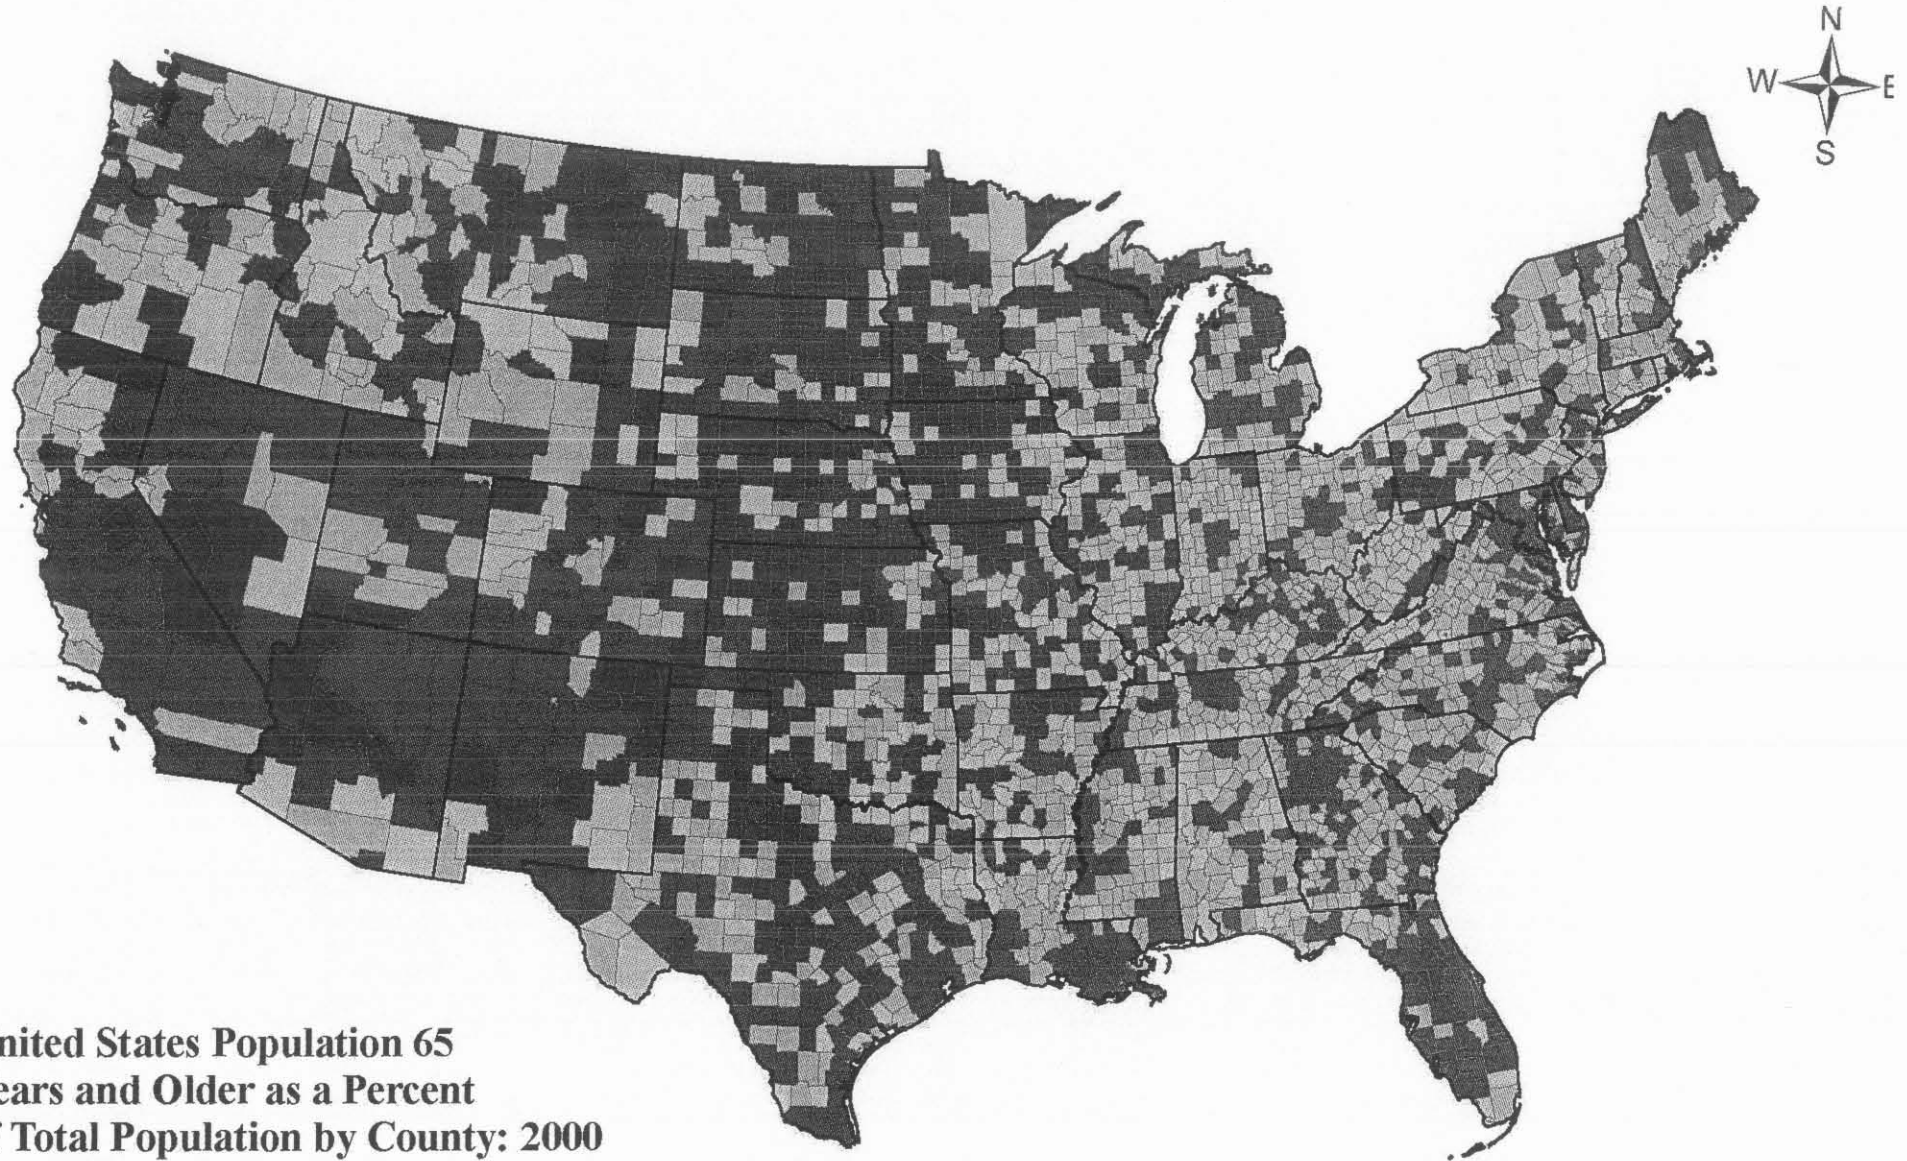 N
W E
S
nited States Population 65
ears and Older as a Percent
f Total Population by County: 2000